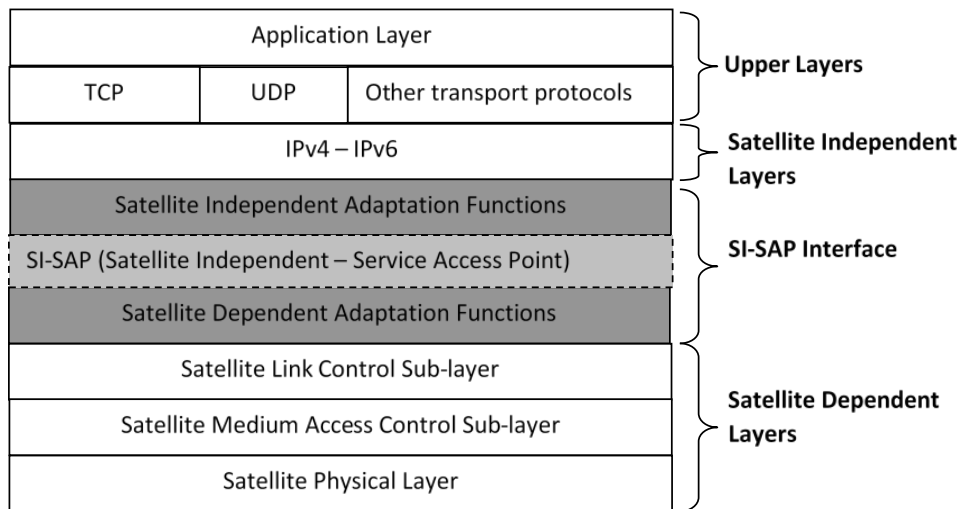 Application Layer
Upper Layers
TCP
UDP
Other transport protocols
IPv4 – IPv6
Satellite Independent
Layers
Satellite Independent Adaptation Functions
SI-SAP (Satellite Independent – Service Access Point)
SI-SAP Interface
Satellite Dependent Adaptation Functions
Satellite Link Control Sub-layer
Satellite Medium Access Control Sub-layer
Satellite Dependent
Layers
Satellite Physical Layer